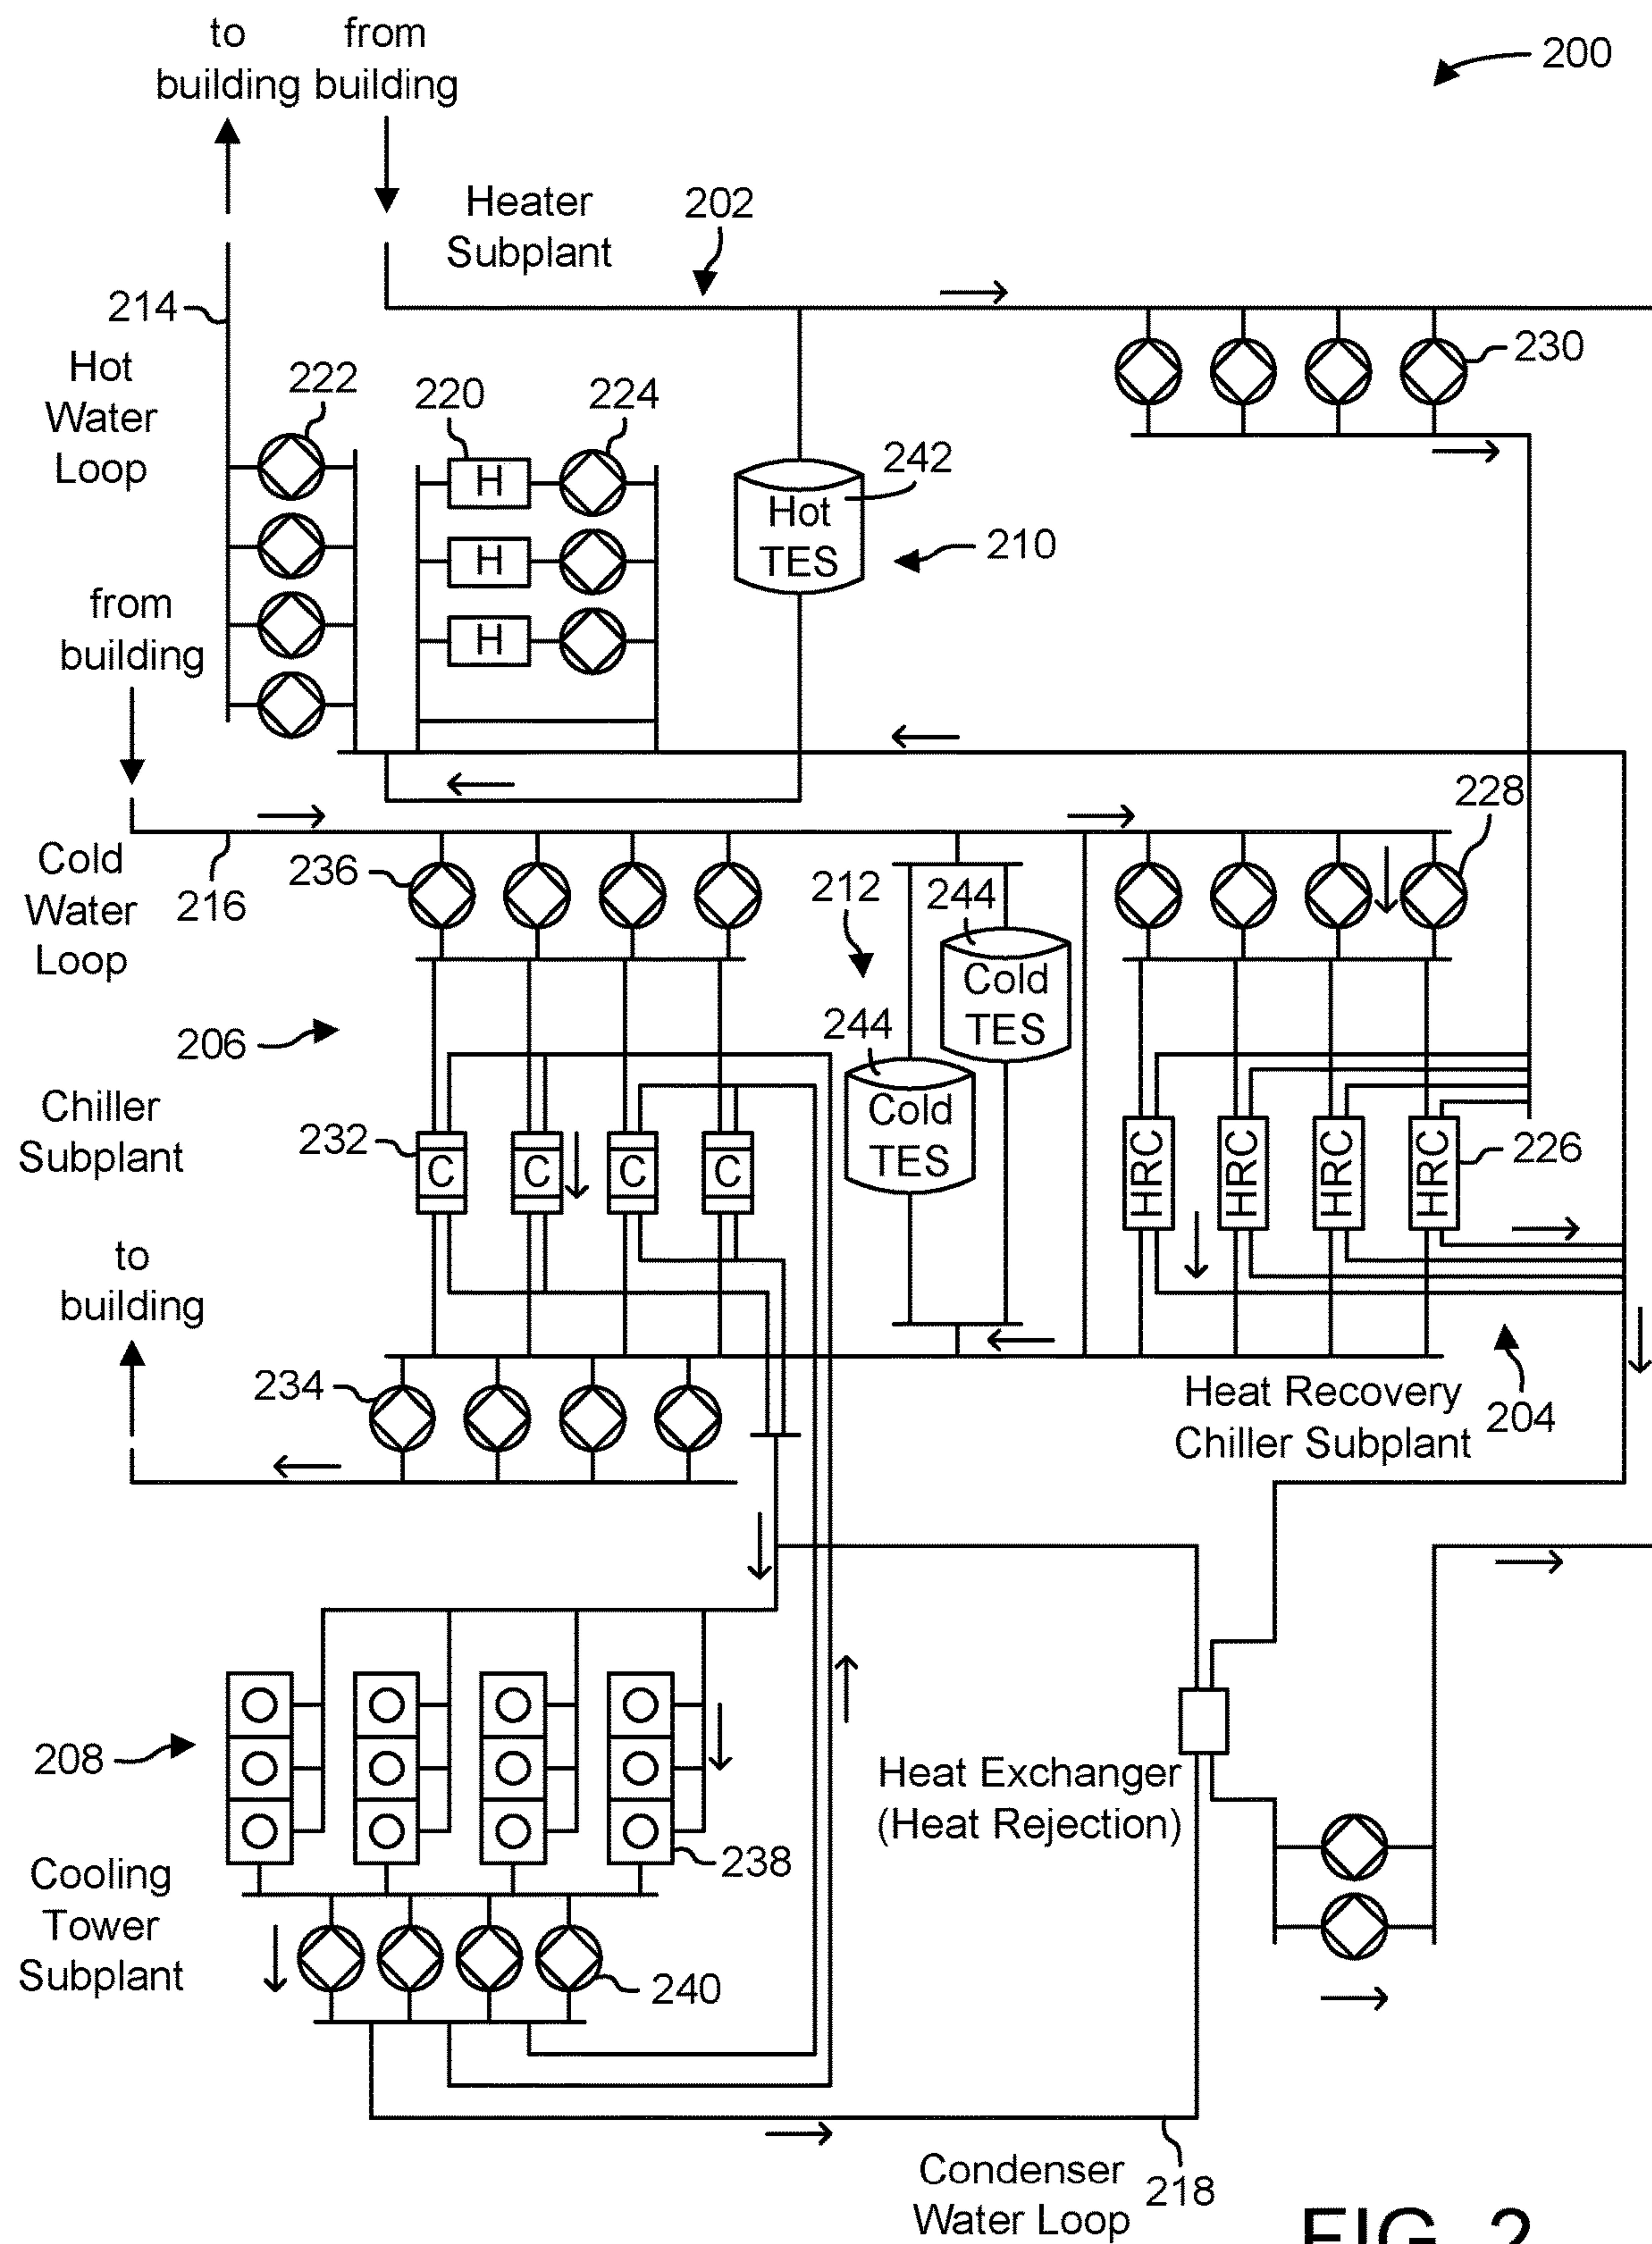 to from
building building
200
Heater
Subplant
202
214
Hot
Water
Loop
222
220
224
230
242
Hot
TES
210
H
H
H
from
building
228
Cold
Water
Loop
216
236
212
244
Cold
TES
244
Cold
TES
206
Chiller
Subplant
232
C
C
C
C
HRC
HRC
HRC
HRC
226
to
building
234
Heat Recovery
Chiller Subplant
204
208
Heat Exchanger
(Heat Rejection)
238
Cooling
Tower
Subplant
240
Condenser
Water Loop
218
FIG. 2